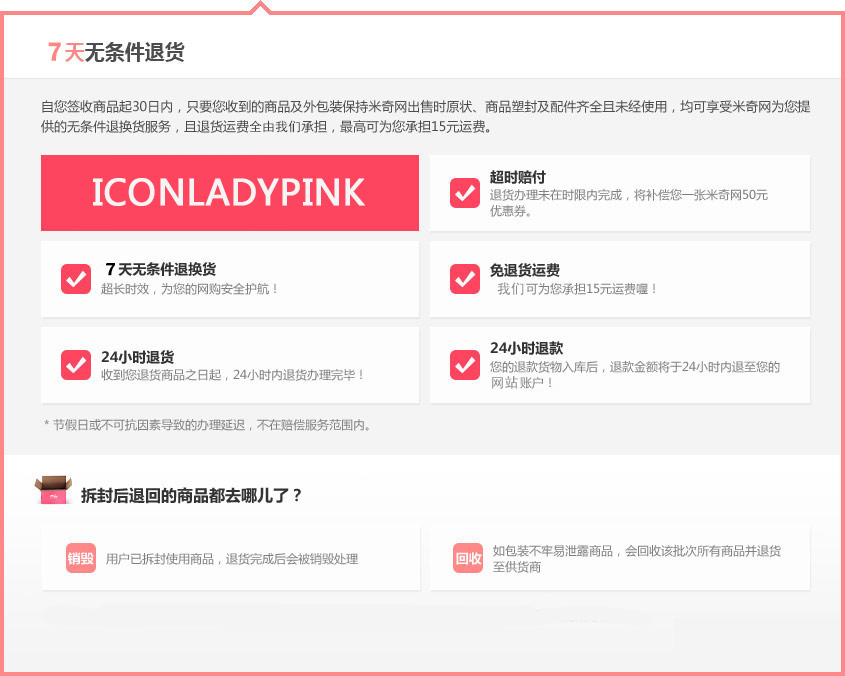 7天无条件退货
自您签收商品起30日内，只要您收到的商品及外包装保持米奇网出售时原状、商品塑封及配件齐全且未经使用，均可享受米奇网为您提
供的无条件退换货服务，且退货运费全由我们承担，最高可为您承担15元运费。
ICONLADYPINK
超时赔付
退货办理未在时限内完成，将补偿您一张米奇网50元
优惠券。
7天无条件退换货
超长时效，为您的网购安全护航！
免退货运费
我们可为您承担15元运费喔！
24小时退货
收到您退货商品之日起，24小时内退货办理完毕！
24小时退款
您的退款货物入库后，退款金额将于24小时内退至您的
网站账户！
* 节假日或不可抗因素导致的办理延迟，不在赔偿服务范围内。
拆封后退回的商品都去哪儿了？
销毁
用户已拆封使用商品，退货完成后会被销毁处理
回收
如包装不牢易泄露商品，会回收该批次所有商品并退货
至供货商